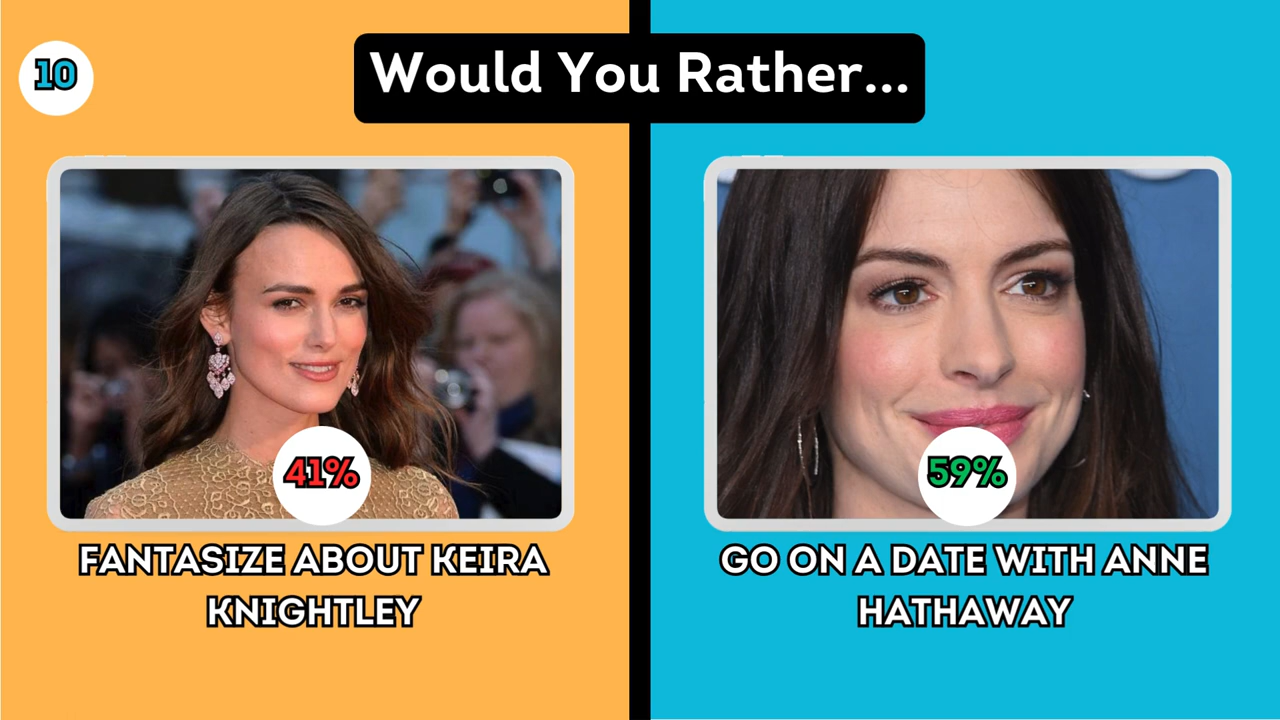 10
Would You Rather...
41%
59%
FANTASIZE ABOUT KEIRA
KNIGHTLEY
GO ON A DATE WITH ANNE
HATHAWAY